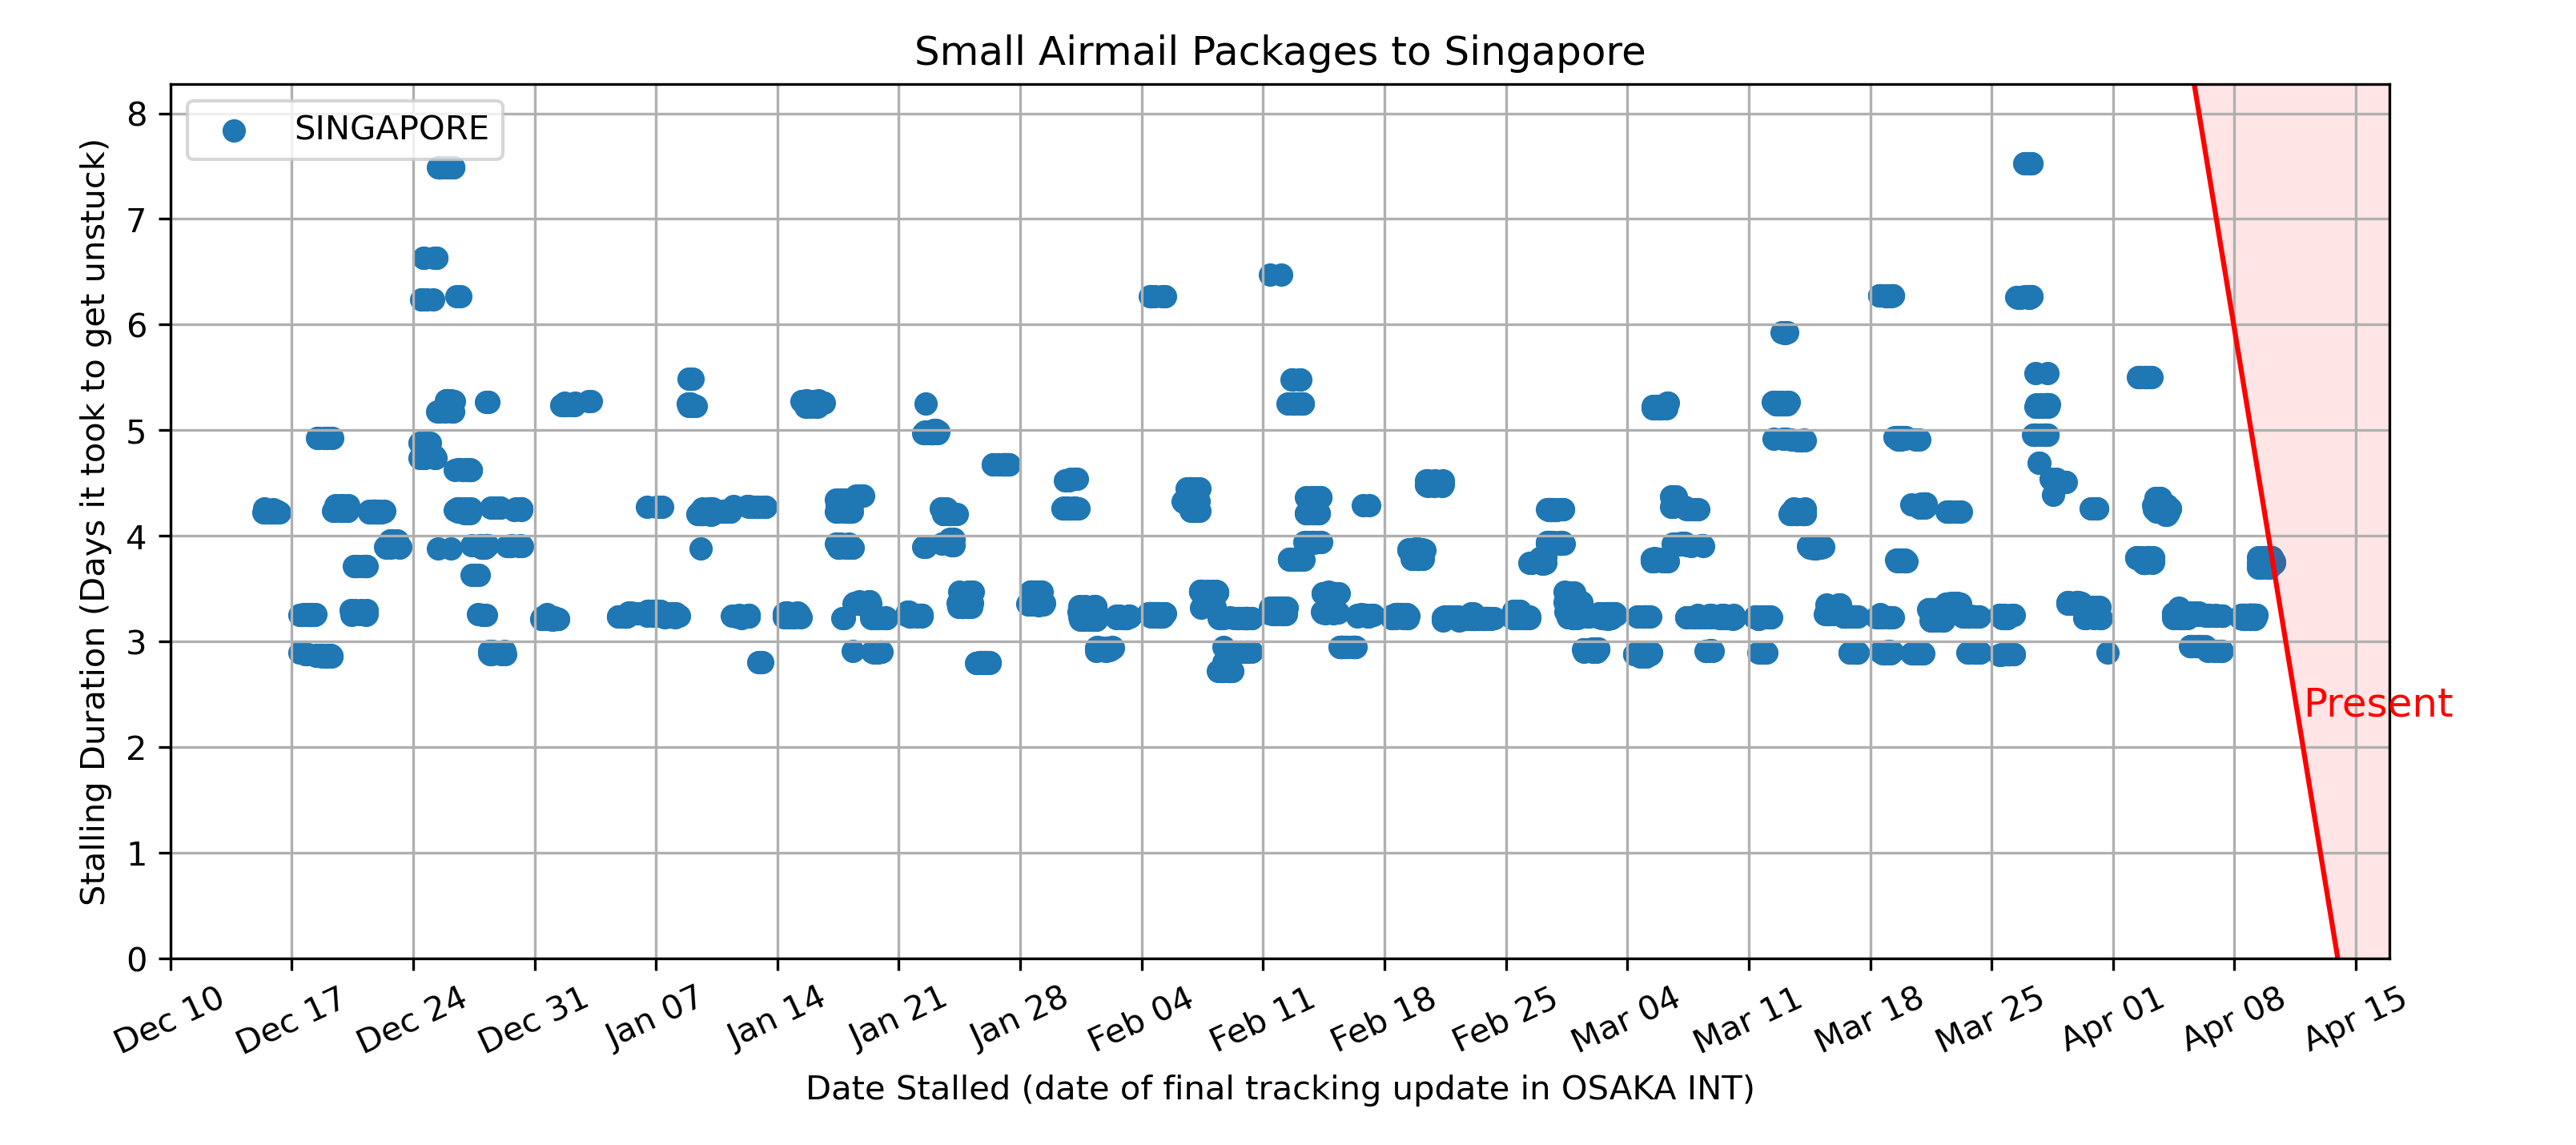 Small Airmail Packages to Singapore
SINGAPORE
Stalling Duration (Days it took to get unstuck)
8
7
6
5
4
3
2
1
0
Present
Dec 10 Dec 17 Dec 24 Dec 31 Jan 07 Jan 14 Jan 21 Jan 28 Feb 04 Feb 11 Feb 18 Feb 25 Mar 04 Mar 11 Mar 18 Mar 25 Apr 01 Apr 08 Apr 15
Date Stalled (date of final tracking update in OSAKA INT)